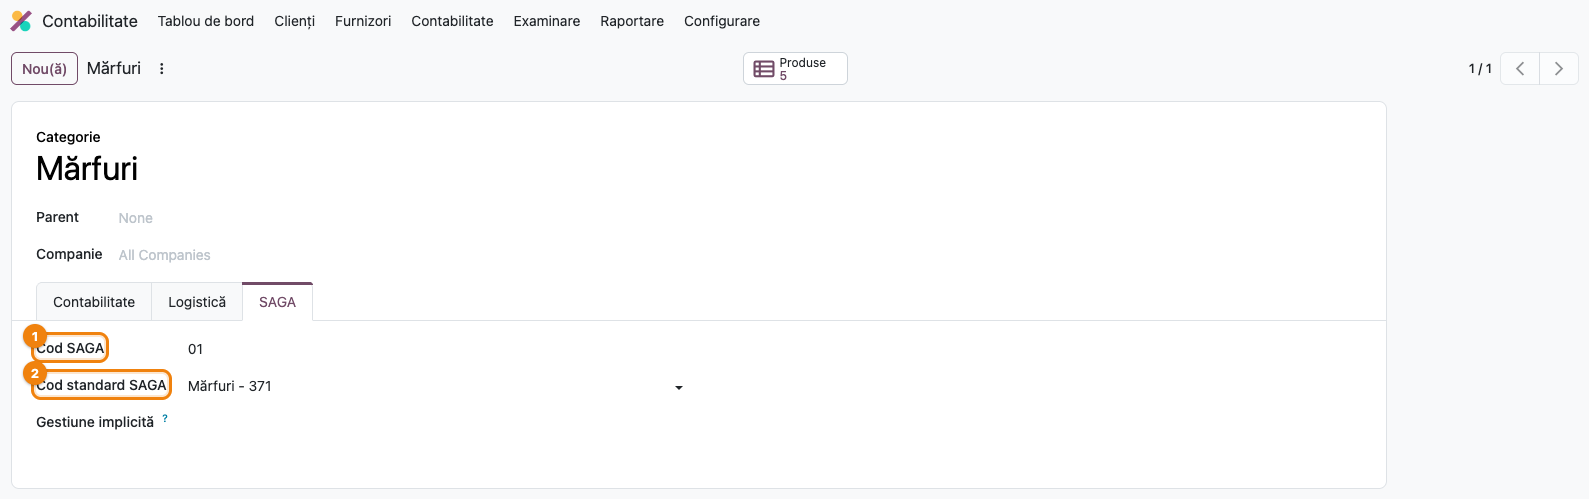 Contabilitate Tablou de bord Clienți Furnizori Contabilitate Examinare Raportare Configurare
Nou(ă) Mărfuri Produse 5 1 / 1
Categorie
Mărfuri
Parent None
Companie All Companies
Contabilitate Logistică SAGA
1
Cod SAGA 01
2
Cod standard SAGA Mărfuri - 371
Gestiune implicită ?